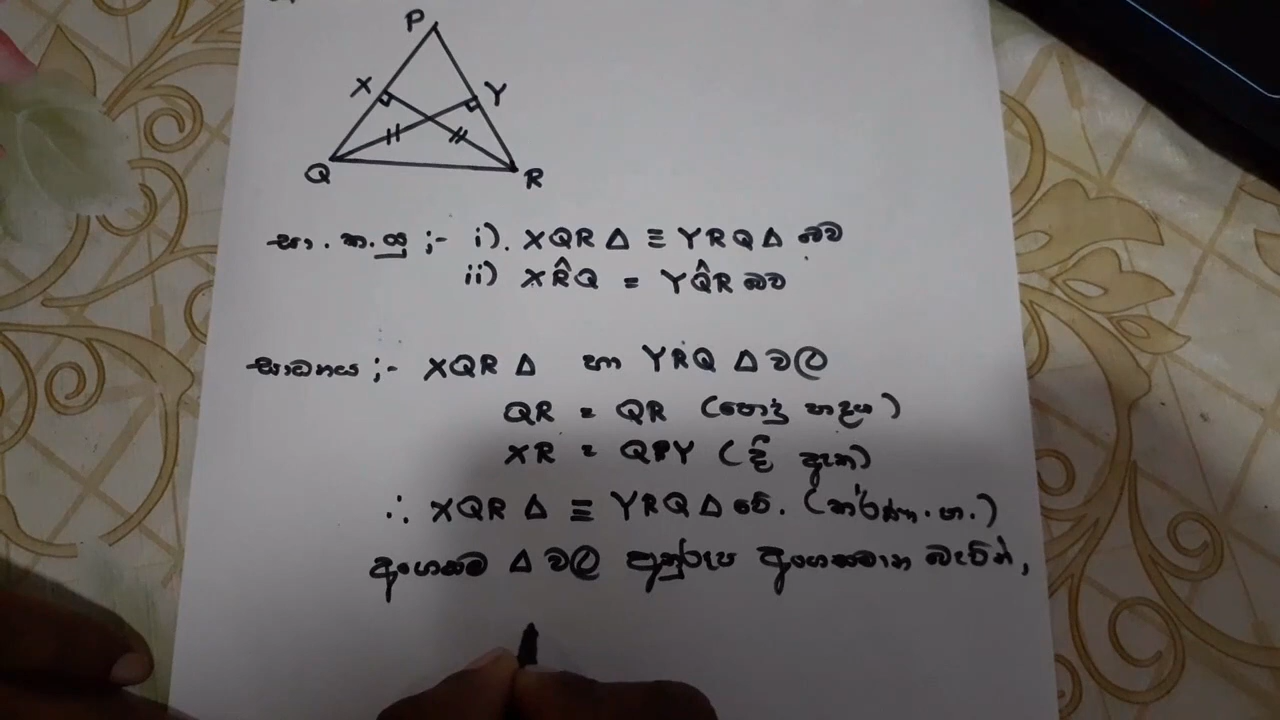 P
X
Y
Q
R
සා.ක.යු ;- i). XQR Δ ≡ YRQ Δ බව
ii) XR̂Q = YQ̂R බව
සාධනය ;- XQR Δ හා YRQ Δ වල
QR = QR (පොදු පාදය)
XR = QY (දී ඇත)
∴ XQR Δ ≡ YRQ Δ වේ. (කර්ණ.පා.)
අංගසම Δ වල අනුරූප අංග සමාන බැවින්,